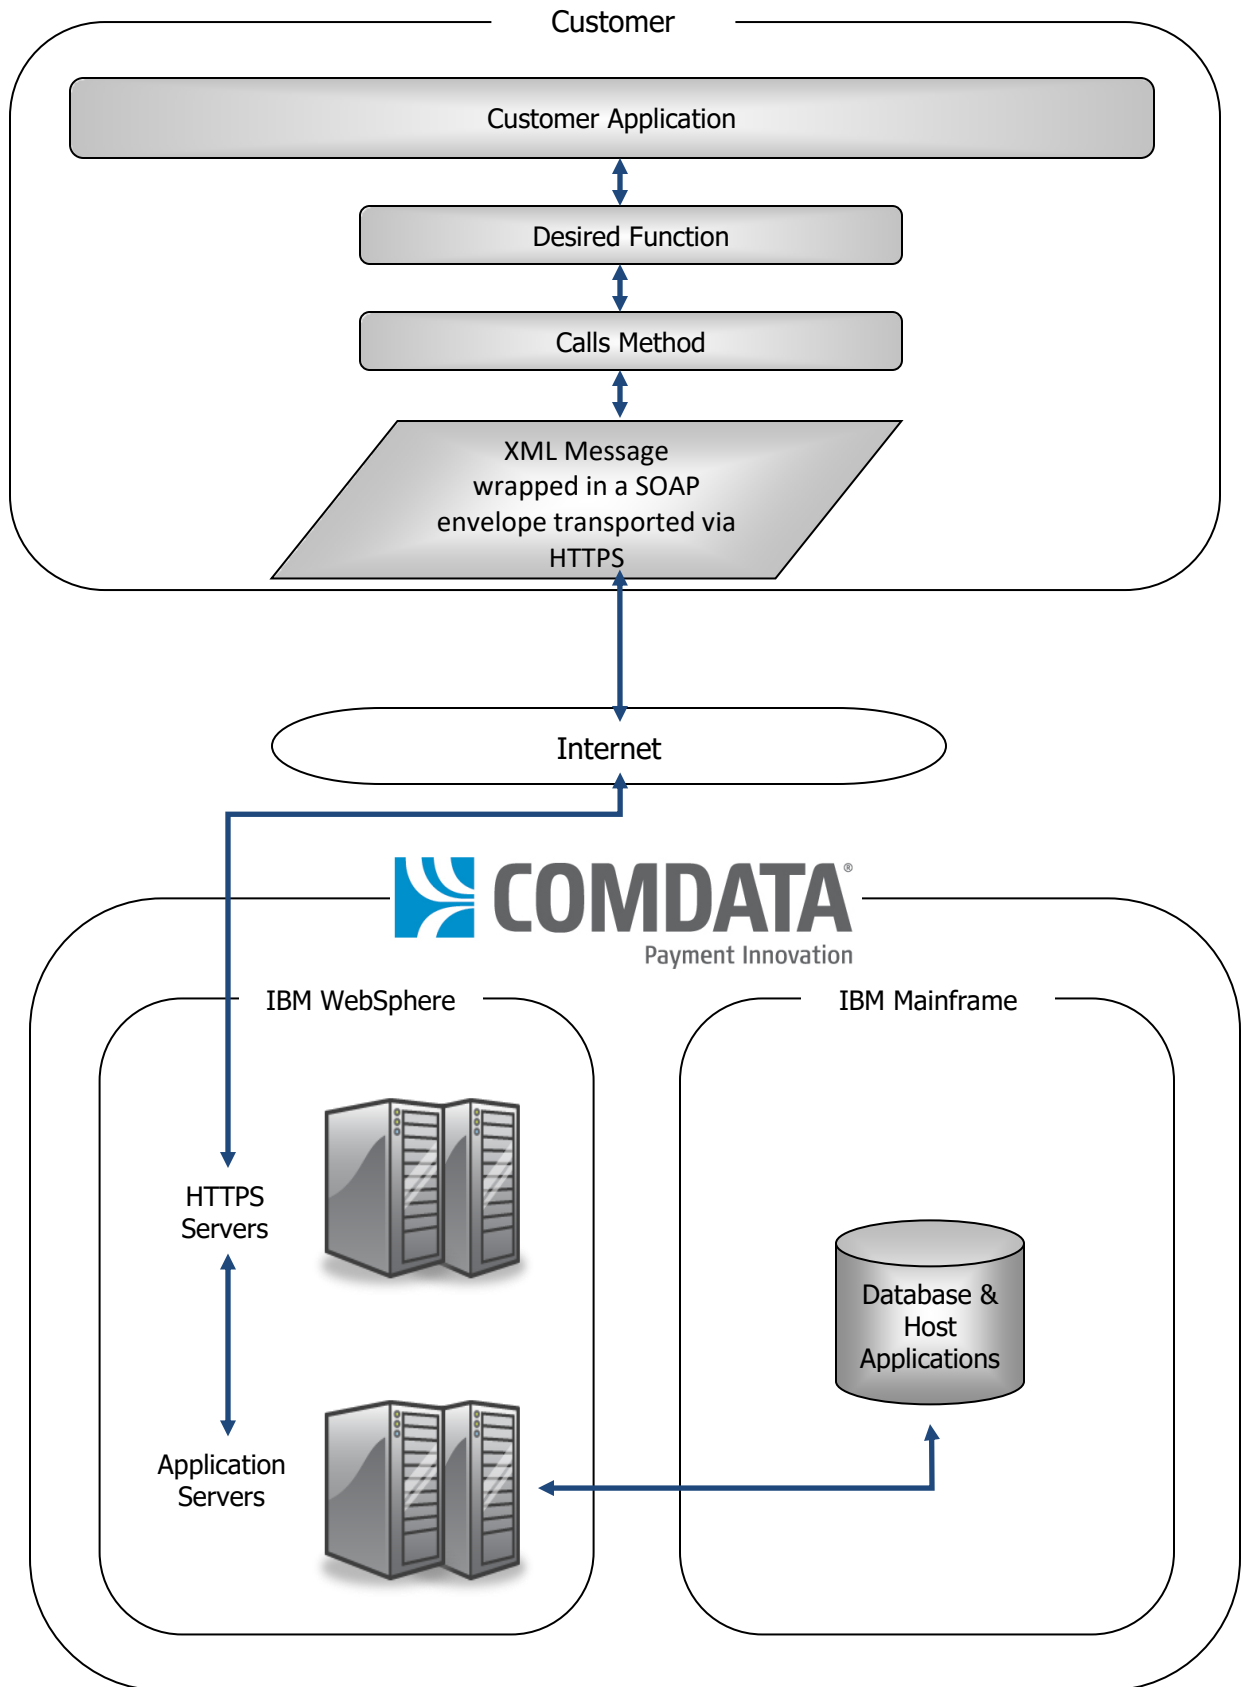 Customer
Customer Application
Desired Function
Calls Method
XML Message
wrapped in a SOAP
envelope transported via
HTTPS
Internet
COMDATA®
Payment Innovation
IBM WebSphere
IBM Mainframe
HTTPS
Servers
Database &
Host
Applications
Application
Servers